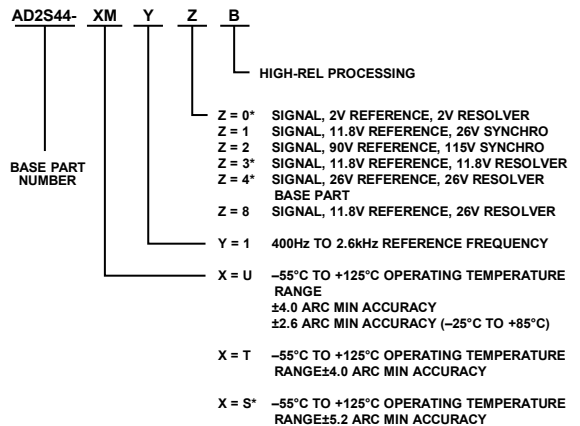 AD2S44- XM Y Z B
HIGH-REL PROCESSING
Z = 0* SIGNAL, 2V REFERENCE, 2V RESOLVER
Z = 1 SIGNAL, 11.8V REFERENCE, 26V SYNCHRO
Z = 2 SIGNAL, 90V REFERENCE, 115V SYNCHRO
Z = 3* SIGNAL, 11.8V REFERENCE, 11.8V RESOLVER
Z = 4* SIGNAL, 26V REFERENCE, 26V RESOLVER
BASE PART
Z = 8 SIGNAL, 11.8V REFERENCE, 26V RESOLVER
BASE PART
NUMBER
Y = 1 400Hz TO 2.6kHz REFERENCE FREQUENCY
X = U –55°C TO +125°C OPERATING TEMPERATURE
RANGE
±4.0 ARC MIN ACCURACY
±2.6 ARC MIN ACCURACY (–25°C TO +85°C)
X = T –55°C TO +125°C OPERATING TEMPERATURE
RANGE±4.0 ARC MIN ACCURACY
X = S* –55°C TO +125°C OPERATING TEMPERATURE
RANGE±5.2 ARC MIN ACCURACY